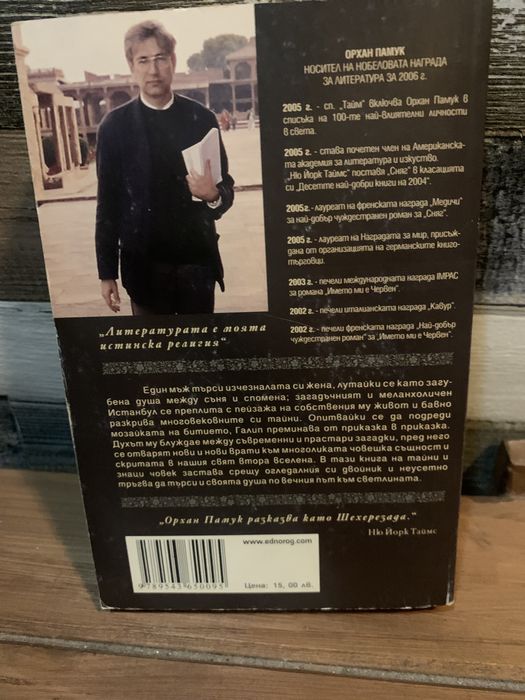 ОРХАН ПАМУК
НОСИТЕЛ НА НОБЕЛОВАТА НАГРАДА
ЗА ЛИТЕРАТУРА ЗА 2006 г.
2005 г. - сп. „Тайм" включва Орхан Памук в
списъка на 100-те най-влиятелни личности
в света.
2005 г. - става почетен член на Американска-
та академия за литература и изкуство.
„Ню Йорк Таймс" поставя „Сняг" в класацията
си „Десетте най-добри книги на 2004".
2005г. - лауреат на френската награда „Медичи"
за най-добър чуждестранен роман за „Сняг".
2005 г. - лауреат на Наградата за мир, присъж-
дана от организацията на германските книго-
търговци.
2003 г. - печели международната награда IMPAC
за романа „Името ми е Червен".
2002 г. - печели италианската награда „Кавур".
2002 г. - печели френската награда „Най-добър
чуждестранен роман" за „Името ми е Червен".
„Литературата е моята
истинска религия"
Един мъж търси изчезналата си жена, лутайки се като загу-
бена душа между съня и спомена; загадъчният и меланхоличен
Истанбул се преплита с пейзажа на собствения му живот и бавно
разкрива многовековните си тайни. Опитвайки се да подреди
мозайката на битието, Галип преминава от приказка в приказка.
Духът му блуждае между съвременни и прастари загадки, пред него
се отварят нови и нови врати към многоликата човешка същност и
скритата в нашия свят втора вселена. В тази книга на тайни и
знаци човек застава срещу огледалния си двойник и неусетно
тръгва да търси и своята душа по вечния път към светлината.
„Орхан Памук разказва като Шехерезада."
Ню Йорк Таймс
www.ednorog.com
9789543650095
Цена: 15, 00 лв.